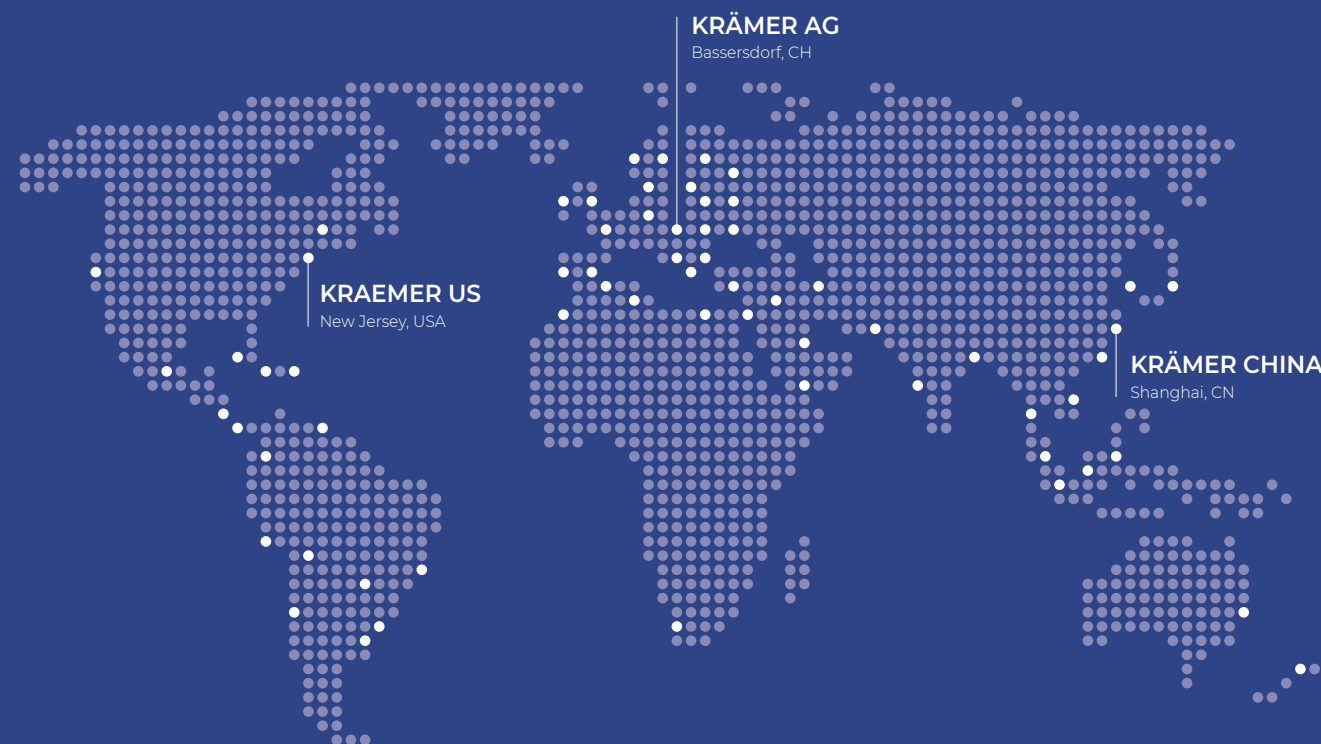 KRÄMER AG
Bassersdorf, CH
KRAEMER US
New Jersey, USA
KRÄMER CHINA
Shanghai, CN